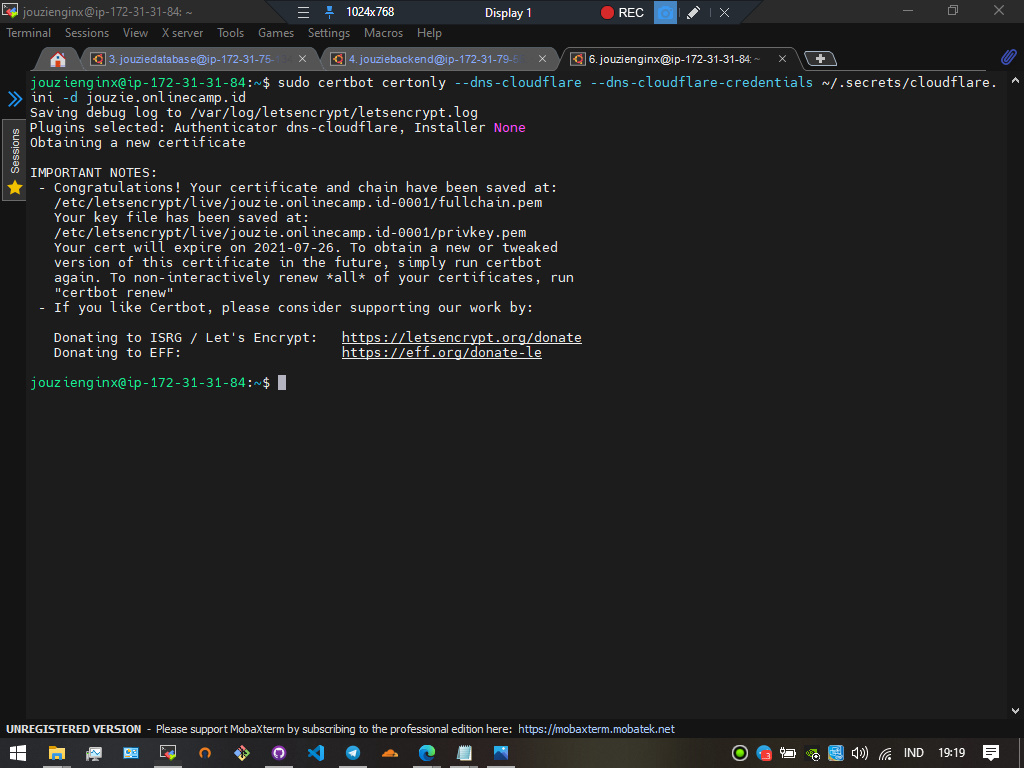 jouzienginx@ip-172-31-31-84: ~
1024x768
Display 1
REC
Terminal Sessions View X server Tools Games Settings Macros Help
3. jouziedatabase@ip-172-31-75-
4. jouziebackend@ip-172-31-79-
6. jouzienginx@ip-172-31-31-84: ~
Sessions
jouzienginx@ip-172-31-31-84:~$ sudo certbot certonly --dns-cloudflare --dns-cloudflare-credentials ~/.secrets/cloudflare.
ini -d jouzie.onlinecamp.id
Saving debug log to /var/log/letsencrypt/letsencrypt.log
Plugins selected: Authenticator dns-cloudflare, Installer None
Obtaining a new certificate
IMPORTANT NOTES:
- Congratulations! Your certificate and chain have been saved at:
/etc/letsencrypt/live/jouzie.onlinecamp.id-0001/fullchain.pem
Your key file has been saved at:
/etc/letsencrypt/live/jouzie.onlinecamp.id-0001/privkey.pem
Your cert will expire on 2021-07-26. To obtain a new or tweaked
version of this certificate in the future, simply run certbot
again. To non-interactively renew *all* of your certificates, run
"certbot renew"
- If you like Certbot, please consider supporting our work by:
Donating to ISRG / Let's Encrypt: https://letsencrypt.org/donate
Donating to EFF: https://eff.org/donate-le
jouzienginx@ip-172-31-31-84:~$
UNREGISTERED VERSION - Please support MobaXterm by subscribing to the professional edition here: https://mobaxterm.mobatek.net
IND 19:19